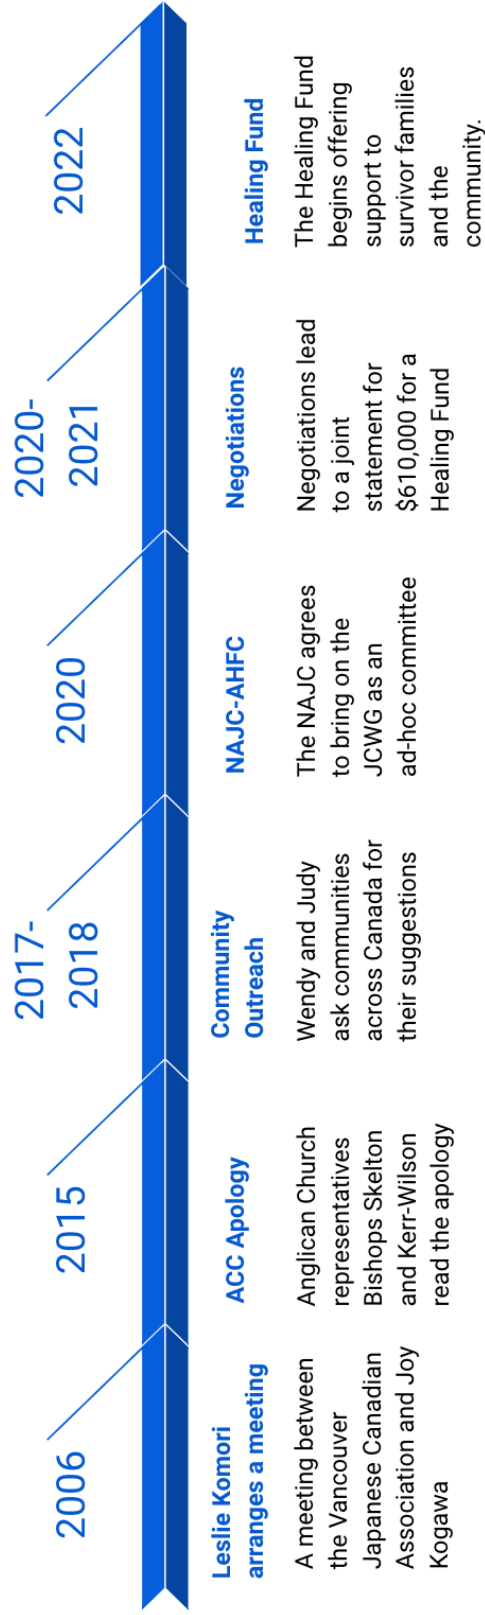 2006
Leslie Komori
arranges a meeting
A meeting between
the Vancouver
Japanese Canadian
Association and Joy
Kogawa
2015
ACC Apology
Anglican Church
representatives
Bishops Skelton
and Kerr-Wilson
read the apology
2017-
2018
Community
Outreach
Wendy and Judy
ask communities
across Canada for
their suggestions
2020
NAJC-AHFC
The NAJC agrees
to bring on the
JCWG as an
ad-hoc committee
2020-
2021
Negotiations
Negotiations lead
to a joint
statement for
$610,000 for a
Healing Fund
2022
Healing Fund
The Healing Fund
begins offering
support to
survivor families
and the
community.